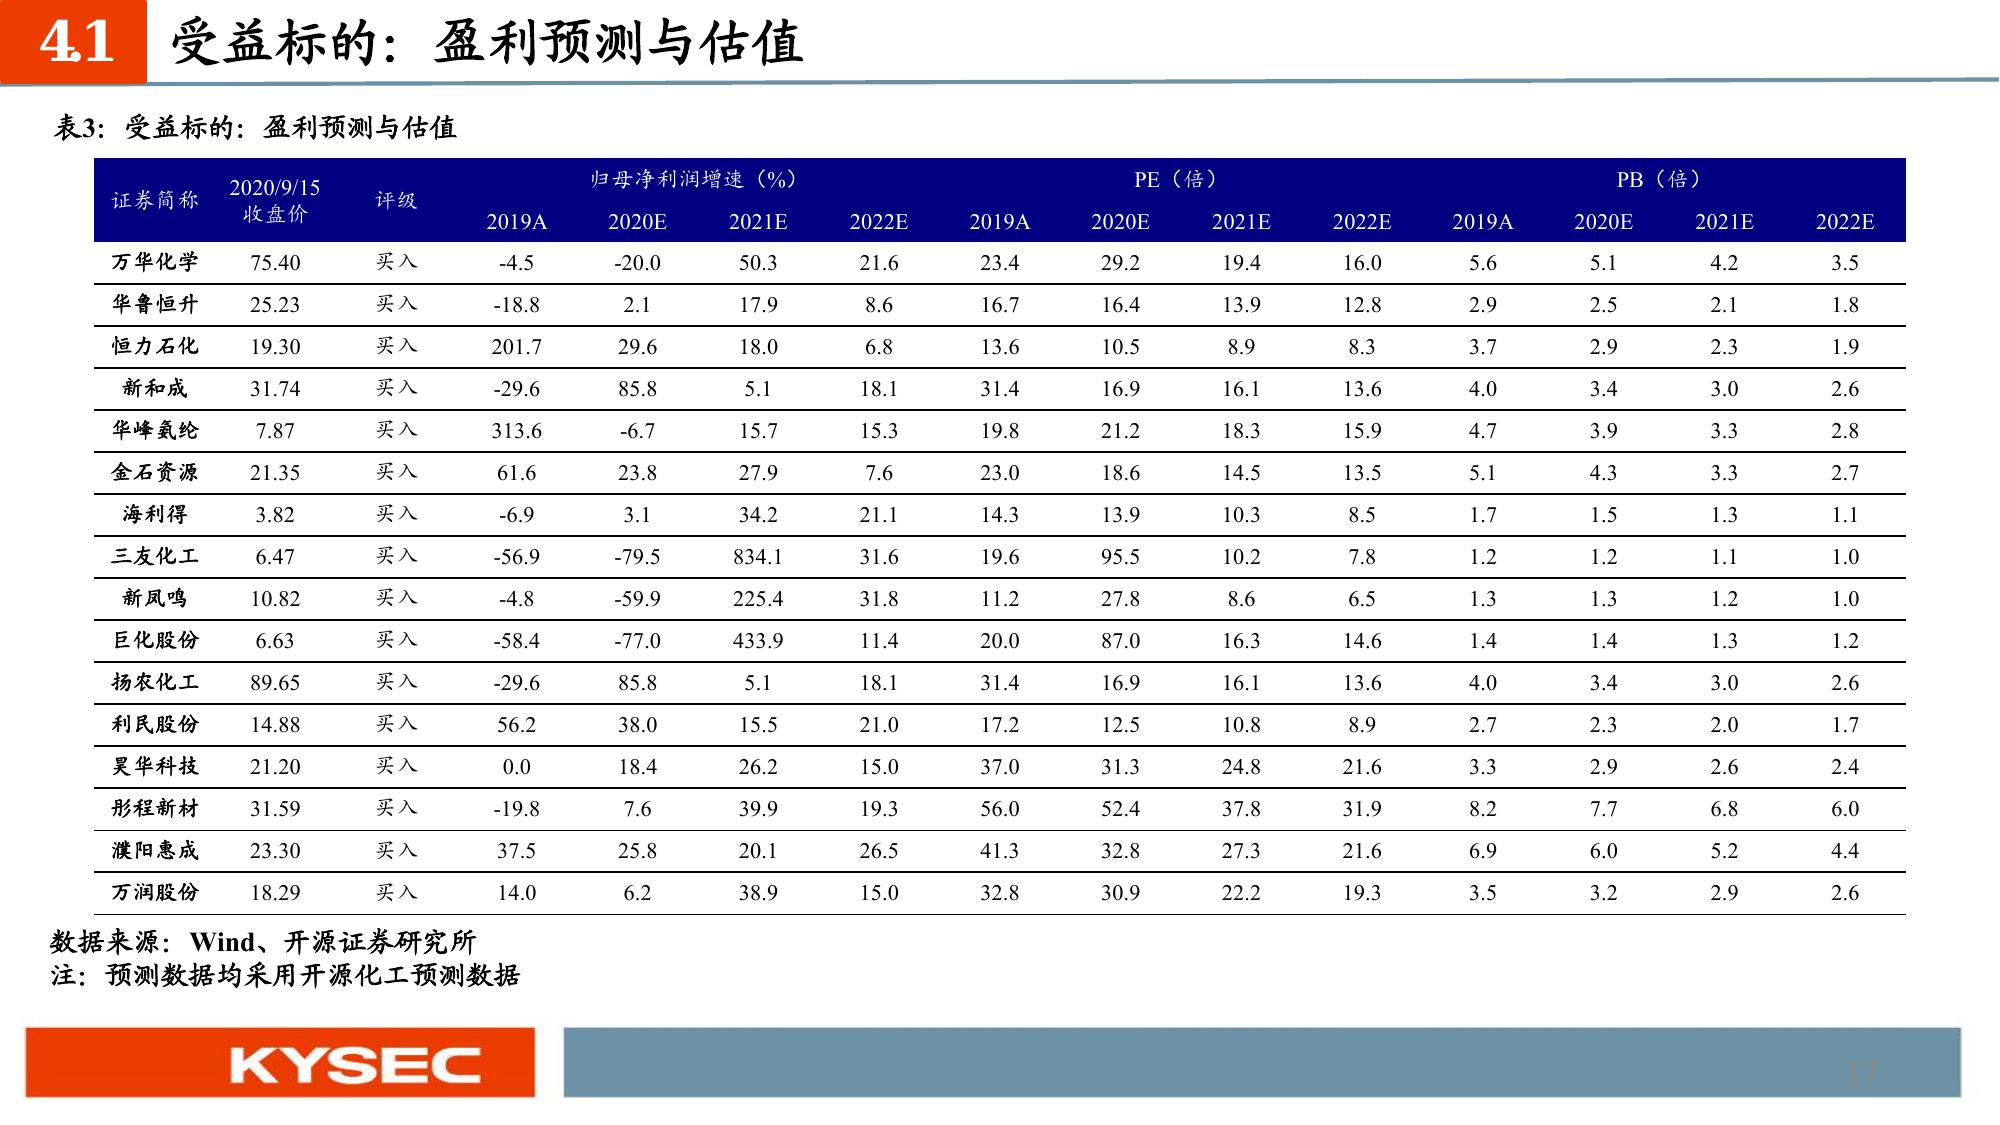 4.1 受益标的：盈利预测与估值
表3：受益标的：盈利预测与估值
证券简称 2020/9/15 收盘价 评级 归母净利润增速（%） PE（倍） PB（倍）
2019A 2020E 2021E 2022E 2019A 2020E 2021E 2022E 2019A 2020E 2021E 2022E
万华化学 75.40 买入 -4.5 -20.0 50.3 21.6 23.4 29.2 19.4 16.0 5.6 5.1 4.2 3.5
华鲁恒升 25.23 买入 -18.8 2.1 17.9 8.6 16.7 16.4 13.9 12.8 2.9 2.5 2.1 1.8
恒力石化 19.30 买入 201.7 29.6 18.0 6.8 13.6 10.5 8.9 8.3 3.7 2.9 2.3 1.9
新和成 31.74 买入 -29.6 85.8 5.1 18.1 31.4 16.9 16.1 13.6 4.0 3.4 3.0 2.6
华峰氨纶 7.87 买入 313.6 -6.7 15.7 15.3 19.8 21.2 18.3 15.9 4.7 3.9 3.3 2.8
金石资源 21.35 买入 61.6 23.8 27.9 7.6 23.0 18.6 14.5 13.5 5.1 4.3 3.3 2.7
海利得 3.82 买入 -6.9 3.1 34.2 21.1 14.3 13.9 10.3 8.5 1.7 1.5 1.3 1.1
三友化工 6.47 买入 -56.9 -79.5 834.1 31.6 19.6 95.5 10.2 7.8 1.2 1.2 1.1 1.0
新凤鸣 10.82 买入 -4.8 -59.9 225.4 31.8 11.2 27.8 8.6 6.5 1.3 1.3 1.2 1.0
巨化股份 6.63 买入 -58.4 -77.0 433.9 11.4 20.0 87.0 16.3 14.6 1.4 1.4 1.3 1.2
扬农化工 89.65 买入 -29.6 85.8 5.1 18.1 31.4 16.9 16.1 13.6 4.0 3.4 3.0 2.6
利民股份 14.88 买入 56.2 38.0 15.5 21.0 17.2 12.5 10.8 8.9 2.7 2.3 2.0 1.7
昊华科技 21.20 买入 0.0 18.4 26.2 15.0 37.0 31.3 24.8 21.6 3.3 2.9 2.6 2.4
彤程新材 31.59 买入 -19.8 7.6 39.9 19.3 56.0 52.4 37.8 31.9 8.2 7.7 6.8 6.0
濮阳惠成 23.30 买入 37.5 25.8 20.1 26.5 41.3 32.8 27.3 21.6 6.9 6.0 5.2 4.4
万润股份 18.29 买入 14.0 6.2 38.9 15.0 32.8 30.9 22.2 19.3 3.5 3.2 2.9 2.6
数据来源：Wind、开源证券研究所
注：预测数据均采用开源化工预测数据
KYSEC
17